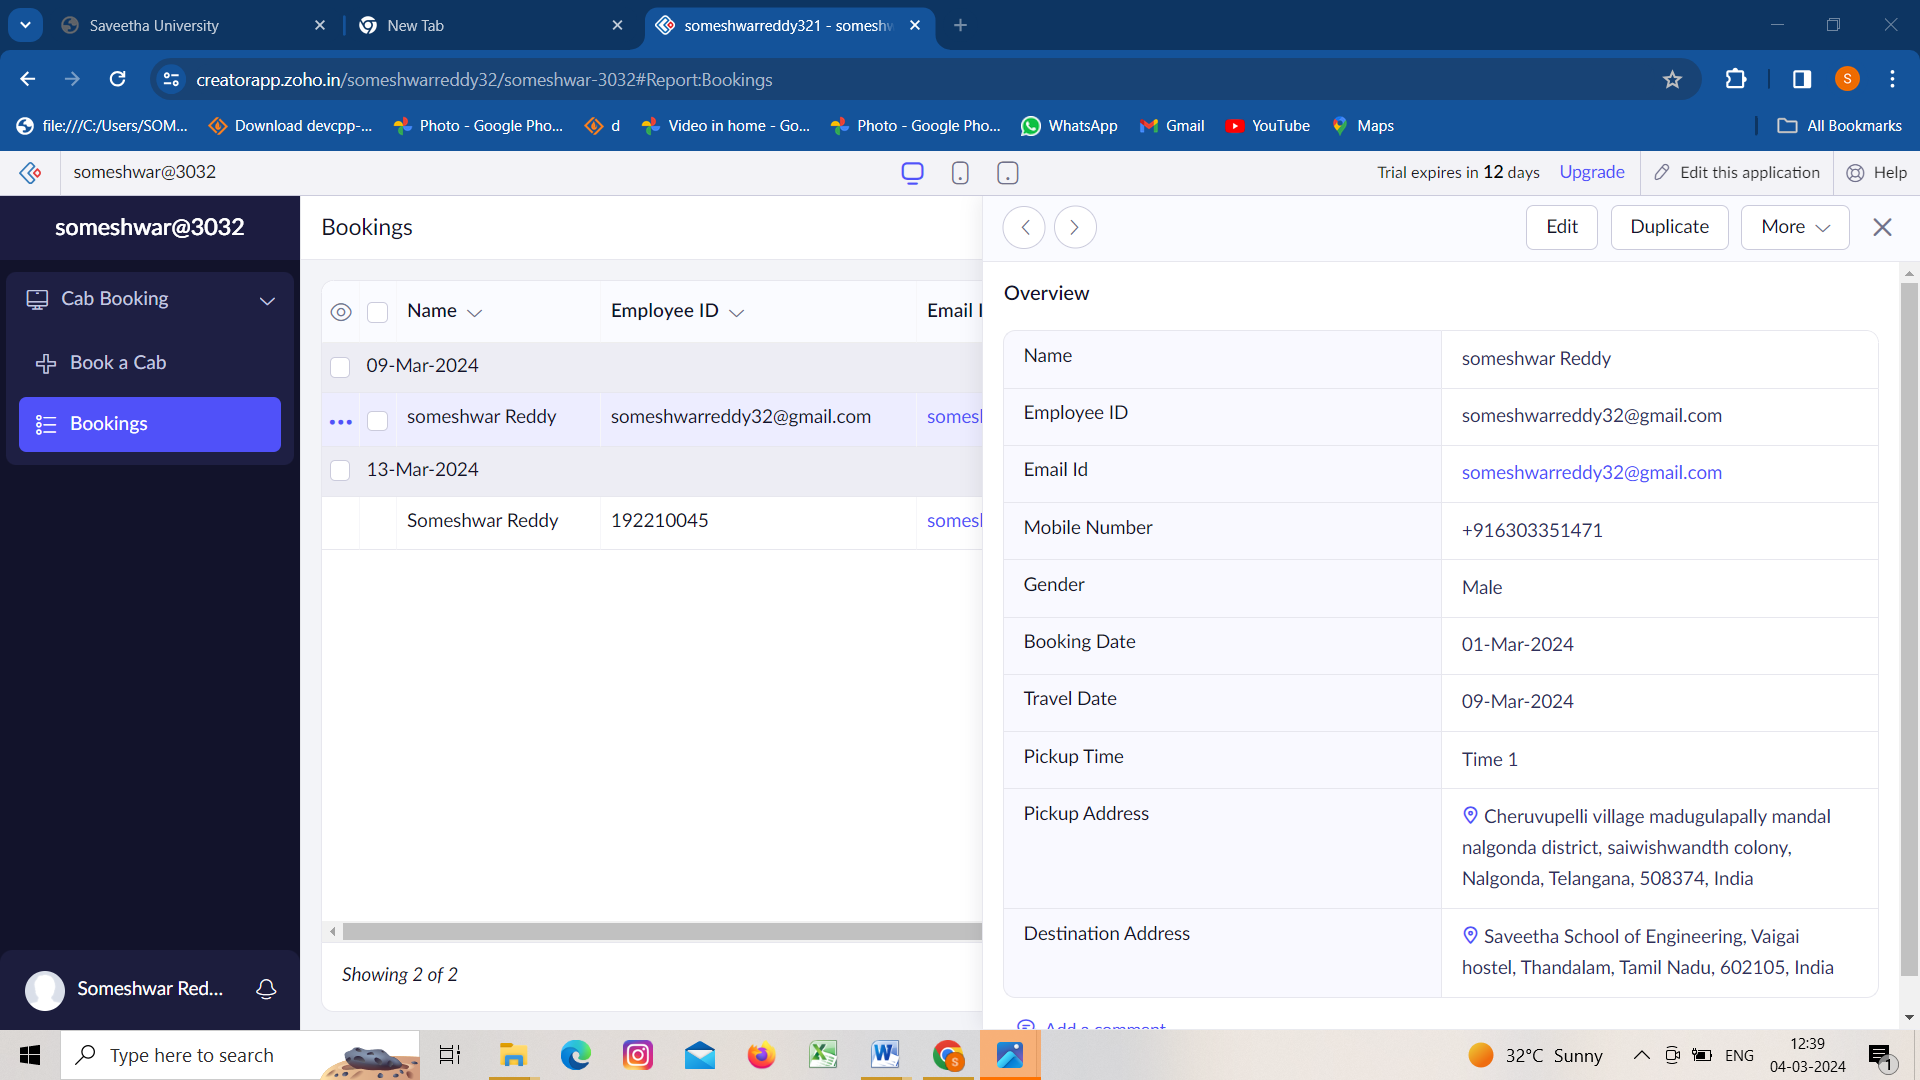 Saveetha University
New Tab
someshwarreddy321 - someshw
creatorapp.zoho.in/someshwarreddy32/someshwar-3032#Report:Bookings
S
file:///C:/Users/SOM... Download devcpp-... Photo - Google Pho... d Video in home - Go... Photo - Google Pho... WhatsApp Gmail YouTube Maps All Bookmarks
someshwar@3032 Trial expires in 12 days Upgrade Edit this application Help
someshwar@3032
Cab Booking
Book a Cab
Bookings
Someshwar Red...
Bookings
Name Employee ID Email I
09-Mar-2024
someshwar Reddy someshwarreddy32@gmail.com somesl
13-Mar-2024
Someshwar Reddy 192210045 somesl
Showing 2 of 2
Edit Duplicate More
Overview
Name someshwar Reddy
Employee ID someshwarreddy32@gmail.com
Email Id someshwarreddy32@gmail.com
Mobile Number +916303351471
Gender Male
Booking Date 01-Mar-2024
Travel Date 09-Mar-2024
Pickup Time Time 1
Pickup Address Cheruvupelli village madugulapally mandal
nalgonda district, saiwishwandth colony,
Nalgonda, Telangana, 508374, India
Destination Address Saveetha School of Engineering, Vaigai
hostel, Thandalam, Tamil Nadu, 602105, India
Add a comment
Type here to search
32°C Sunny ENG
12:39
04-03-2024
1